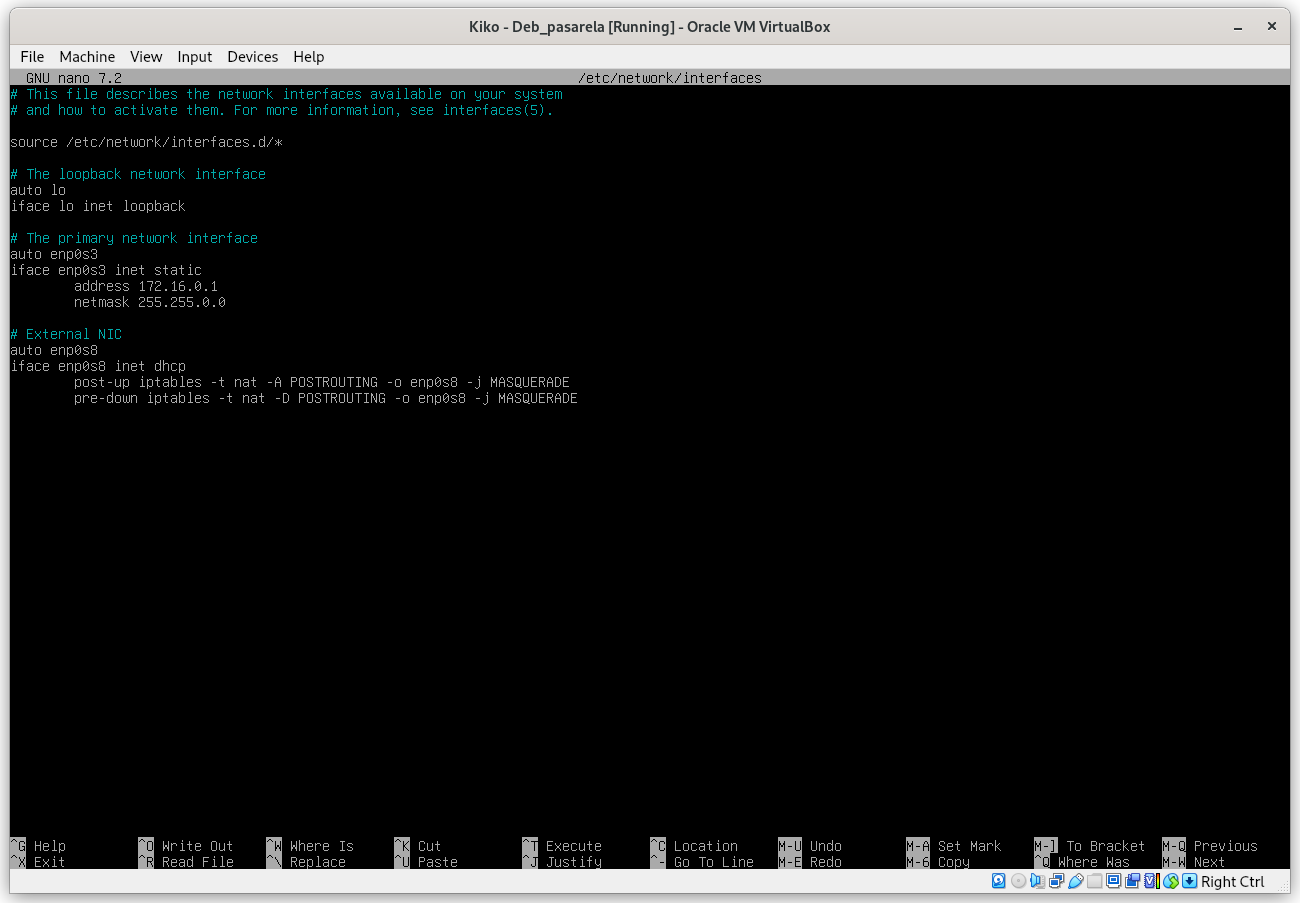 Kiko - Deb_pasarela [Running] - Oracle VM VirtualBox
File Machine View Input Devices Help
GNU nano 7.2 /etc/network/interfaces
# This file describes the network interfaces available on your system
# and how to activate them. For more information, see interfaces(5).
source /etc/network/interfaces.d/*
# The loopback network interface
auto lo
iface lo inet loopback
# The primary network interface
auto enp0s3
iface enp0s3 inet static
address 172.16.0.1
netmask 255.255.0.0
# External NIC
auto enp0s8
iface enp0s8 inet dhcp
post-up iptables -t nat -A POSTROUTING -o enp0s8 -j MASQUERADE
pre-down iptables -t nat -D POSTROUTING -o enp0s8 -j MASQUERADE
^G Help ^O Write Out ^W Where Is ^K Cut ^T Execute ^C Location M-U Undo M-A Set Mark M-] To Bracket M-Q Previous
^X Exit ^R Read File ^\ Replace ^U Paste ^J Justify ^- Go To Line M-E Redo M-6 Copy ^Q Where Was M-W Next
Right Ctrl